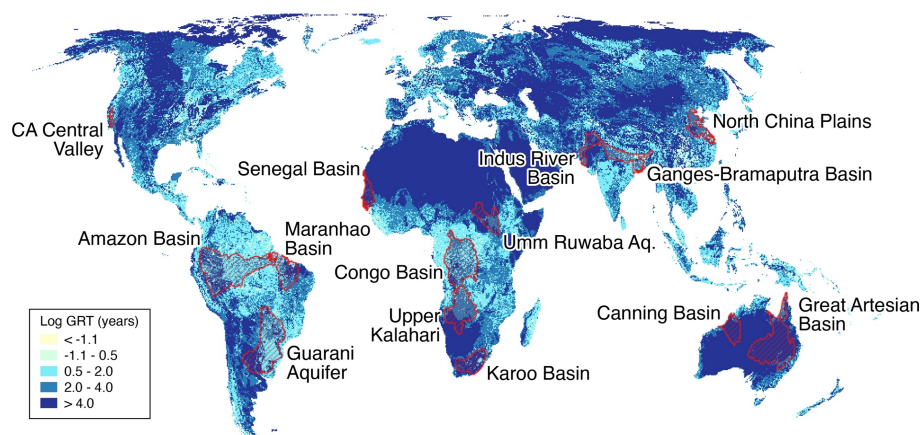 CA Central
Valley
North China Plains
Senegal Basin
Indus River
Basin
Ganges-Bramaputra Basin
Amazon Basin
Maranhao
Basin
Umm Ruwaba Aq.
Congo Basin
Upper
Kalahari
Canning Basin
Great Artesian
Basin
Guarani
Aquifer
Karoo Basin
Log GRT (years)
< -1.1
-1.1 - 0.5
0.5 - 2.0
2.0 - 4.0
> 4.0